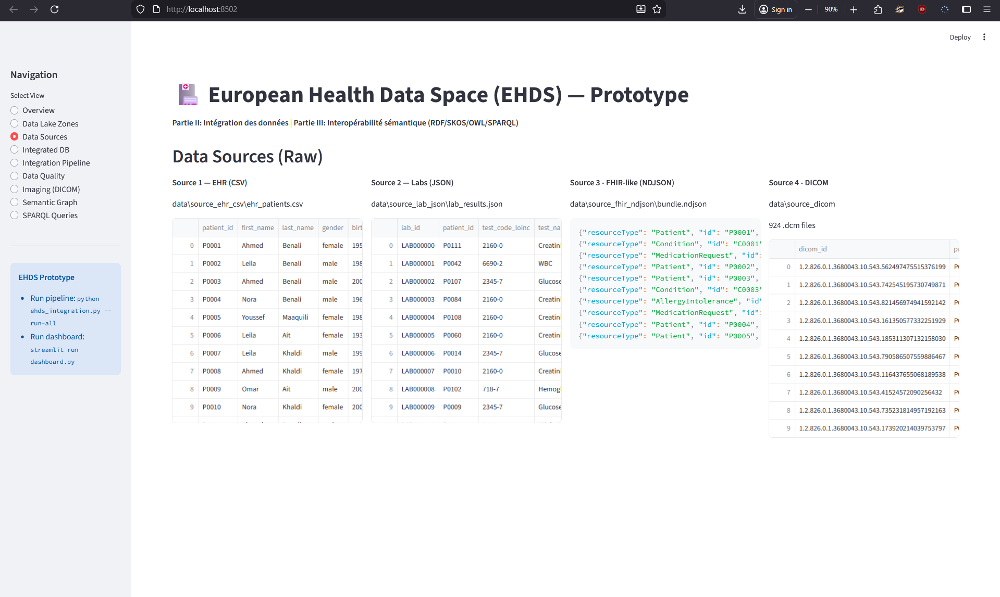 http://localhost:8502
Sign in
90%
Deploy
Navigation
Select View
Overview
Data Lake Zones
Data Sources
Integrated DB
Integration Pipeline
Data Quality
Imaging (DICOM)
Semantic Graph
SPARQL Queries
EHDS Prototype
Run pipeline: python
ehds_integration.py --
run-all
Run dashboard:
streamlit run
dashboard.py
European Health Data Space (EHDS) — Prototype
Partie II: Intégration des données | Partie III: Interopérabilité sémantique (RDF/SKOS/OWL/SPARQL)
Data Sources (Raw)
Source 1 — EHR (CSV)
data\source_ehr_csv\ehr_patients.csv
patient_id first_name last_name gender birt
0 P0001 Ahmed Benali female 195
1 P0002 Leila Benali male 198
2 P0003 Ahmed Benali male 200
3 P0004 Nora Benali male 196
4 P0005 Youssef Maaquili female 198
5 P0006 Leila Ait female 193
6 P0007 Leila Khaldi male 199
7 P0008 Ahmed Khaldi female 197
8 P0009 Omar Ait male 200
9 P0010 Nora Khaldi female 200
Source 2 — Labs (JSON)
data\source_lab_json\lab_results.json
lab_id patient_id test_code_loinc test_na
0 LAB000000 P0111 2160-0 Creatini
1 LAB000001 P0042 6690-2 WBC
2 LAB000002 P0107 2345-7 Glucose
3 LAB000003 P0084 2160-0 Creatini
4 LAB000004 P0108 2160-0 Creatini
5 LAB000005 P0060 2160-0 Creatini
6 LAB000006 P0014 2345-7 Glucose
7 LAB000007 P0010 2160-0 Creatini
8 LAB000008 P0102 718-7 Hemogl
9 LAB000009 P0009 2345-7 Glucose
Source 3 - FHIR-like (NDJSON)
data\source_fhir_ndjson\bundle.ndjson
{"resourceType": "Patient", "id": "P0001",
{"resourceType": "Condition", "id": "C0001"
{"resourceType": "MedicationRequest", "id":
{"resourceType": "Patient", "id": "P0002",
{"resourceType": "Patient", "id": "P0003",
{"resourceType": "Condition", "id": "C0003"
{"resourceType": "AllergyIntolerance", "id"
{"resourceType": "MedicationRequest", "id":
{"resourceType": "Patient", "id": "P0004",
{"resourceType": "Patient", "id": "P0005",
Source 4 - DICOM
data\source_dicom
924 .dcm files
dicom_id pa
0 1.2.826.0.1.3680043.10.543.562497475515376199 P
1 1.2.826.0.1.3680043.10.543.742545195730749871 P
2 1.2.826.0.1.3680043.10.543.821456974941592142 P
3 1.2.826.0.1.3680043.10.543.161350577332251929 P
4 1.2.826.0.1.3680043.10.543.185311307132158030 P
5 1.2.826.0.1.3680043.10.543.790586507559886467 P
6 1.2.826.0.1.3680043.10.543.116437655068189538 P
7 1.2.826.0.1.3680043.10.543.41524572090256432 P
8 1.2.826.0.1.3680043.10.543.735231814957192163 P
9 1.2.826.0.1.3680043.10.543.173920214039753797 P